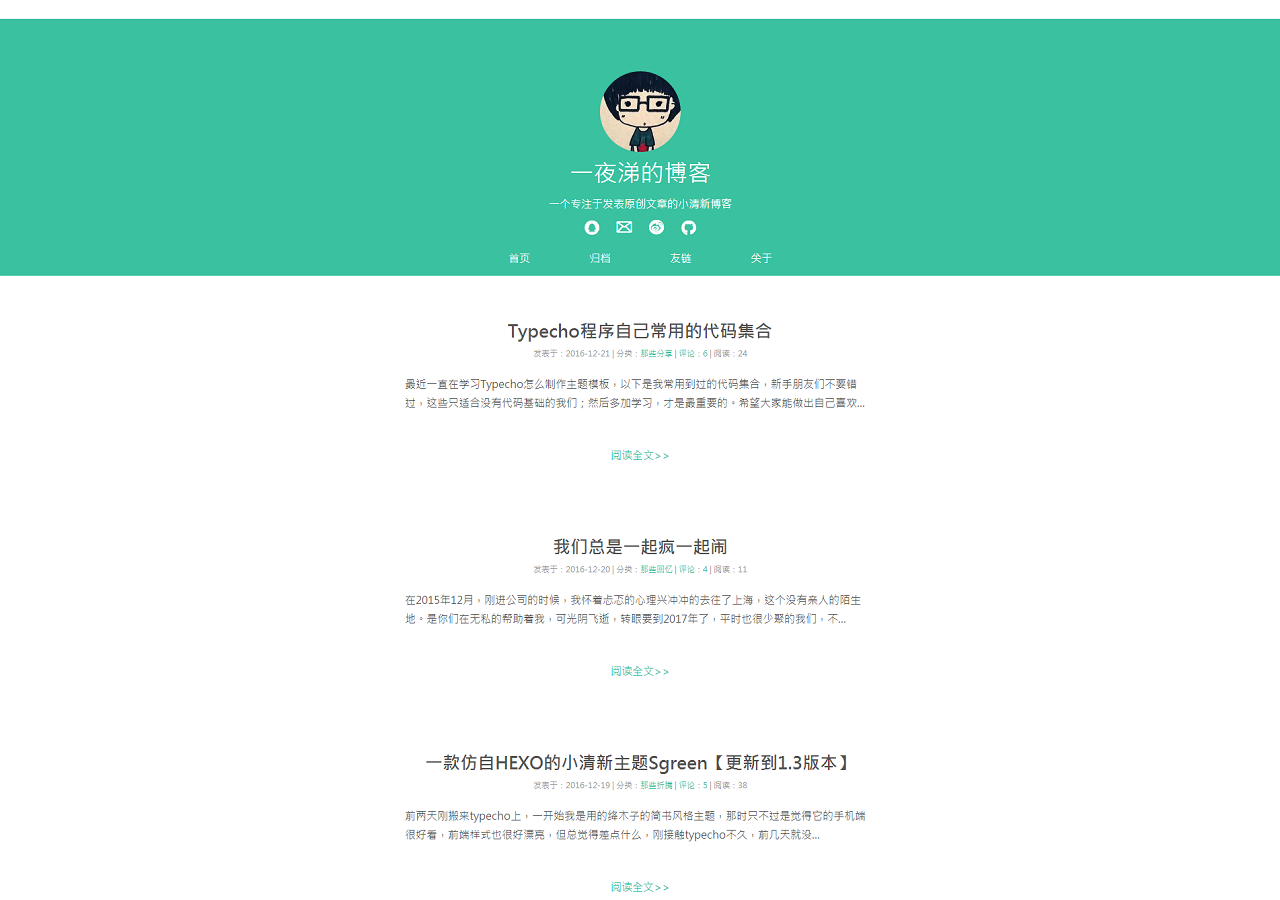 一夜涕的博客
一个专注于发表原创文章的小清新博客
首页 归档 友链 关于
Typecho程序自己常用的代码集合
发表于：2016-12-21 | 分类：那些分享 | 评论：6 | 阅读：24
最近一直在学习Typecho怎么制作主题模板，以下是我常用到过的代码集合，新手朋友们不要错
过，这些只适合没有代码基础的我们；然后多加学习，才是最重要的。希望大家能做出自己喜欢...
阅读全文>>
我们总是一起疯一起闹
发表于：2016-12-20 | 分类：那些回忆 | 评论：4 | 阅读：11
在2015年12月，刚进公司的时候，我怀着忐忑的心理兴冲冲的去往了上海，这个没有亲人的陌生
地。是你们在无私的帮助着我，可光阴飞逝，转眼要到2017年了，平时也很少聚的我们，不...
阅读全文>>
一款仿自HEXO的小清新主题Sgreen【更新到1.3版本】
发表于：2016-12-19 | 分类：那些折腾 | 评论：5 | 阅读：38
前两天刚搬来typecho上，一开始我是用的绛木子的简书风格主题，那时只不过是觉得它的手机端
很好看，前端样式也很好漂亮，但总觉得差点什么，刚接触typecho不久，前几天就没...
阅读全文>>